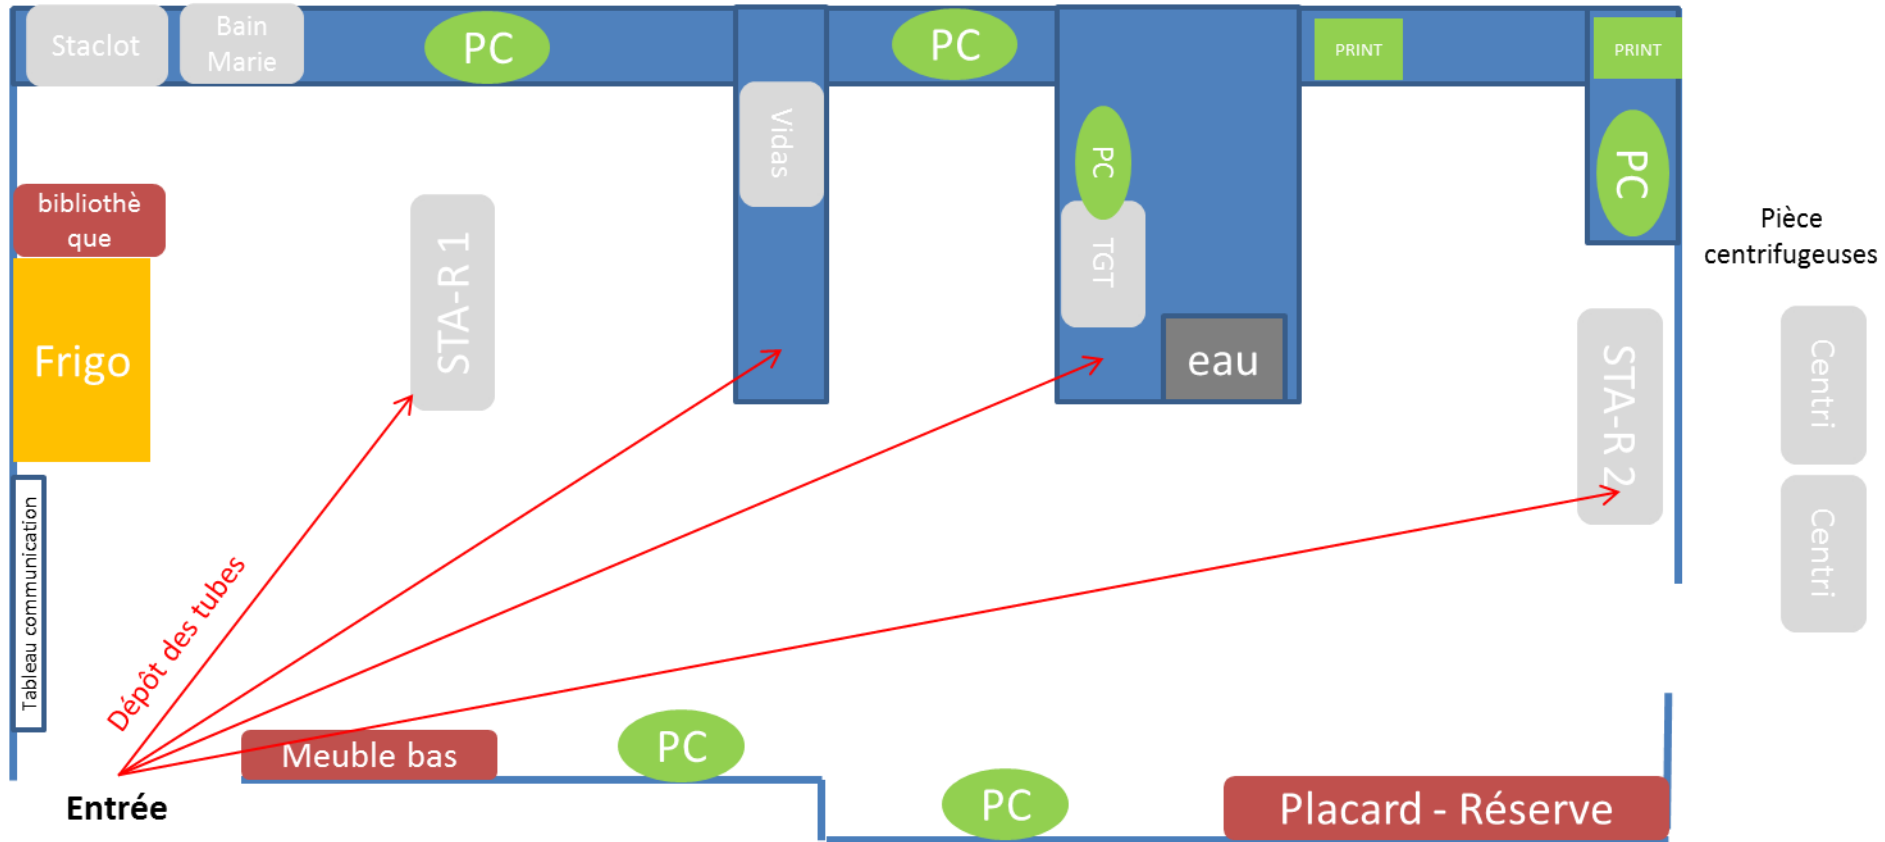 Staclot
Bain
Marie
PC
PC
PRINT
PRINT
Vidas
PC
PC
bibliothè
que
STA-R 1
TGT
Pièce
centrifugeuses
Frigo
eau
STA-R 2
Centri
Centri
Tableau communication
Dépôt des tubes
Meuble bas
PC
PC
Placard - Réserve
Entrée